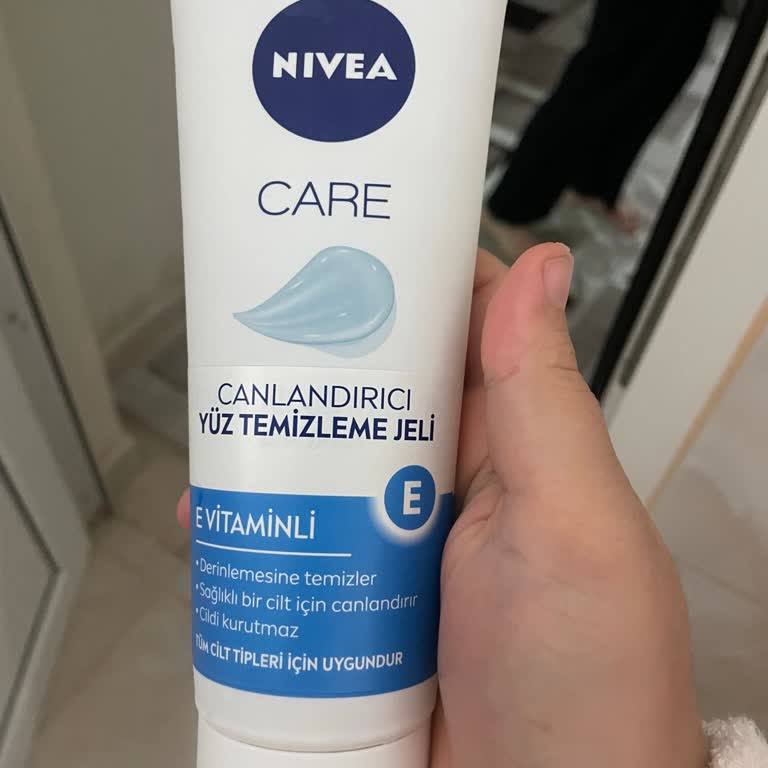 NIVEA
CARE
CANLANDIRICI
YÜZ TEMİZLEME JELİ
E
E VİTAMİNLİ
• Derinlemesine temizler
• Sağlıklı bir cilt için canlandırır
• Cildi kurutmaz
TÜM CİLT TİPLERİ İÇİN UYGUNDUR